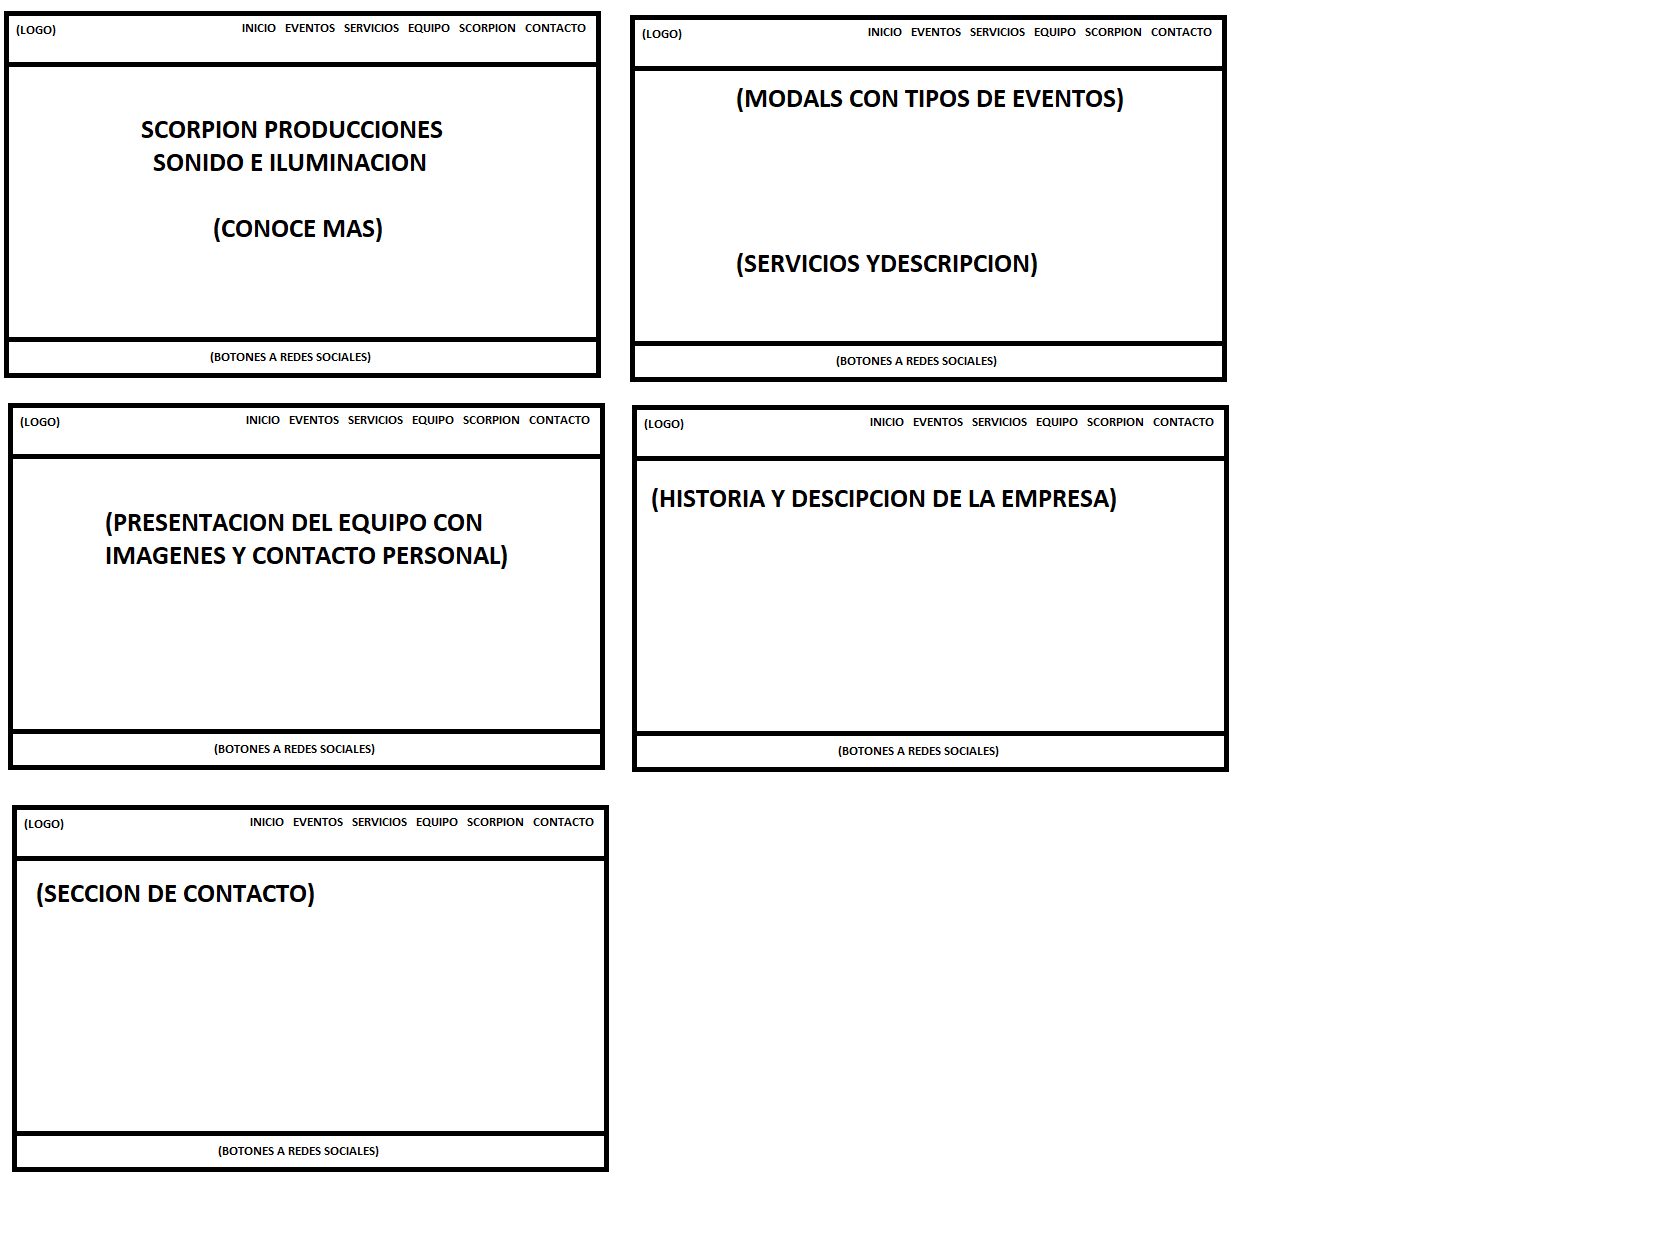 (LOGO)
INICIO EVENTOS SERVICIOS EQUIPO SCORPION CONTACTO
SCORPION PRODUCCIONES
SONIDO E ILUMINACION
(CONOCE MAS)
(BOTONES A REDES SOCIALES)
(LOGO)
INICIO EVENTOS SERVICIOS EQUIPO SCORPION CONTACTO
(MODALS CON TIPOS DE EVENTOS)
(SERVICIOS YDESCRIPCION)
(BOTONES A REDES SOCIALES)
(LOGO)
INICIO EVENTOS SERVICIOS EQUIPO SCORPION CONTACTO
(PRESENTACION DEL EQUIPO CON
IMAGENES Y CONTACTO PERSONAL)
(BOTONES A REDES SOCIALES)
(LOGO)
INICIO EVENTOS SERVICIOS EQUIPO SCORPION CONTACTO
(HISTORIA Y DESCIPCION DE LA EMPRESA)
(BOTONES A REDES SOCIALES)
(LOGO)
INICIO EVENTOS SERVICIOS EQUIPO SCORPION CONTACTO
(SECCION DE CONTACTO)
(BOTONES A REDES SOCIALES)